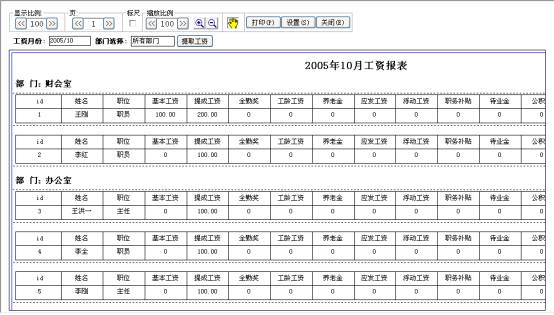 显示比例 页 标尺 缩放比例
<< 100 >> << 1 >> << 100 >> 打印(P) 设置(S) 关闭(E)
工资月份: 2005/10 部门选择: 所有部门 提取工资
2005年10月工资报表
部 门: 财会室
id 姓名 职位 基本工资 提成工资 全勤奖 工龄工资 养老金 应发工资 浮动工资 职务补贴 待业金 公积
1 王刚 职员 100.00 200.00 0 0 0 0 0 0 0 0
id 姓名 职位 基本工资 提成工资 全勤奖 工龄工资 养老金 应发工资 浮动工资 职务补贴 待业金 公积
2 李红 职员 0 100.00 0 0 0 0 0 0 0 0
部 门: 办公室
id 姓名 职位 基本工资 提成工资 全勤奖 工龄工资 养老金 应发工资 浮动工资 职务补贴 待业金 公积
3 王洪一 主任 0 100.00 0 0 0 0 0 0 0 0
id 姓名 职位 基本工资 提成工资 全勤奖 工龄工资 养老金 应发工资 浮动工资 职务补贴 待业金 公积
4 李全 职员 0 100.00 0 0 0 0 0 0 0 0
id 姓名 职位 基本工资 提成工资 全勤奖 工龄工资 养老金 应发工资 浮动工资 职务补贴 待业金 公积
5 李刚 主任 0 100.00 0 0 0 0 0 0 0 0